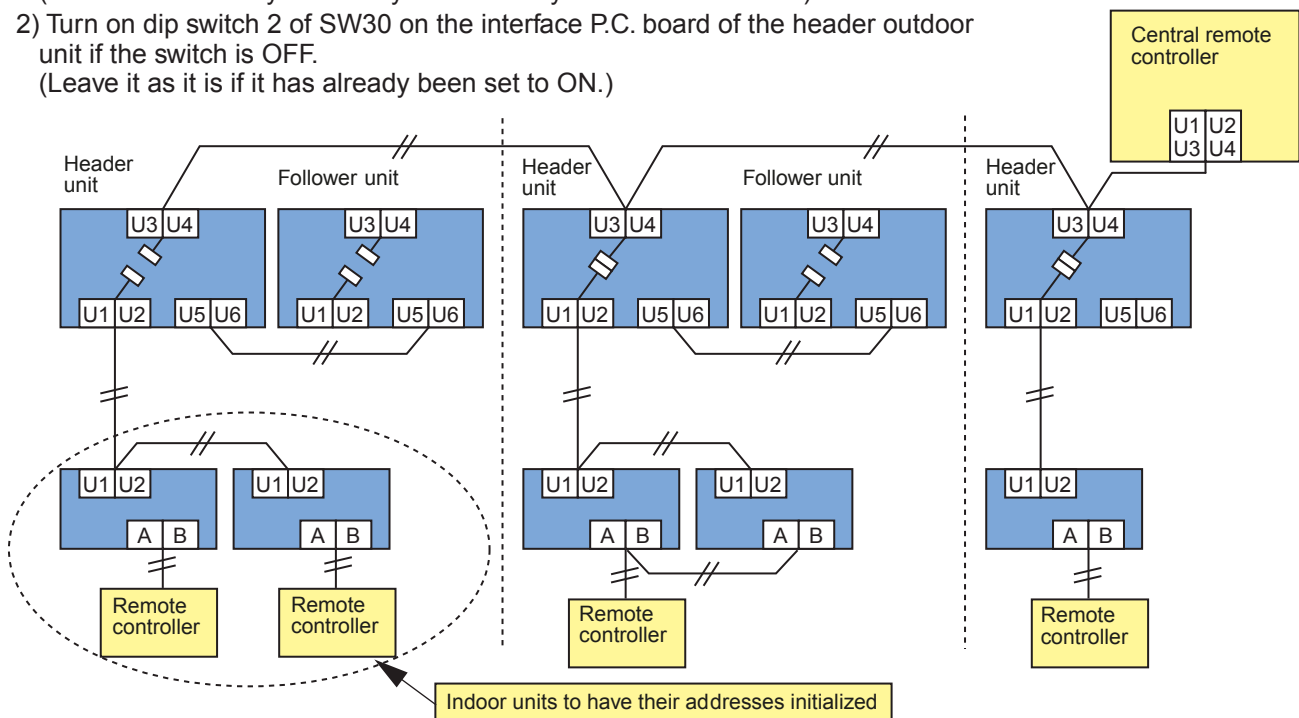 2) Turn on dip switch 2 of SW30 on the interface P.C. board of the header outdoor
unit if the switch is OFF.
(Leave it as it is if it has already been set to ON.)
Central remote
controller
U1 U2
U3 U4
Header
unit
Follower unit
Header
unit
Follower unit
Header
unit
U3 U4
U3 U4
U3 U4
U3 U4
U3 U4
U1 U2
U5 U6
U1 U2
U5 U6
U1 U2
U5 U6
U1 U2
U5 U6
U1 U2
U5 U6
U1 U2
U1 U2
U1 U2
U1 U2
U1 U2
A B
A B
A B
A B
A B
Remote
controller
Remote
controller
Remote
controller
Remote
controller
Indoor units to have their addresses initialized